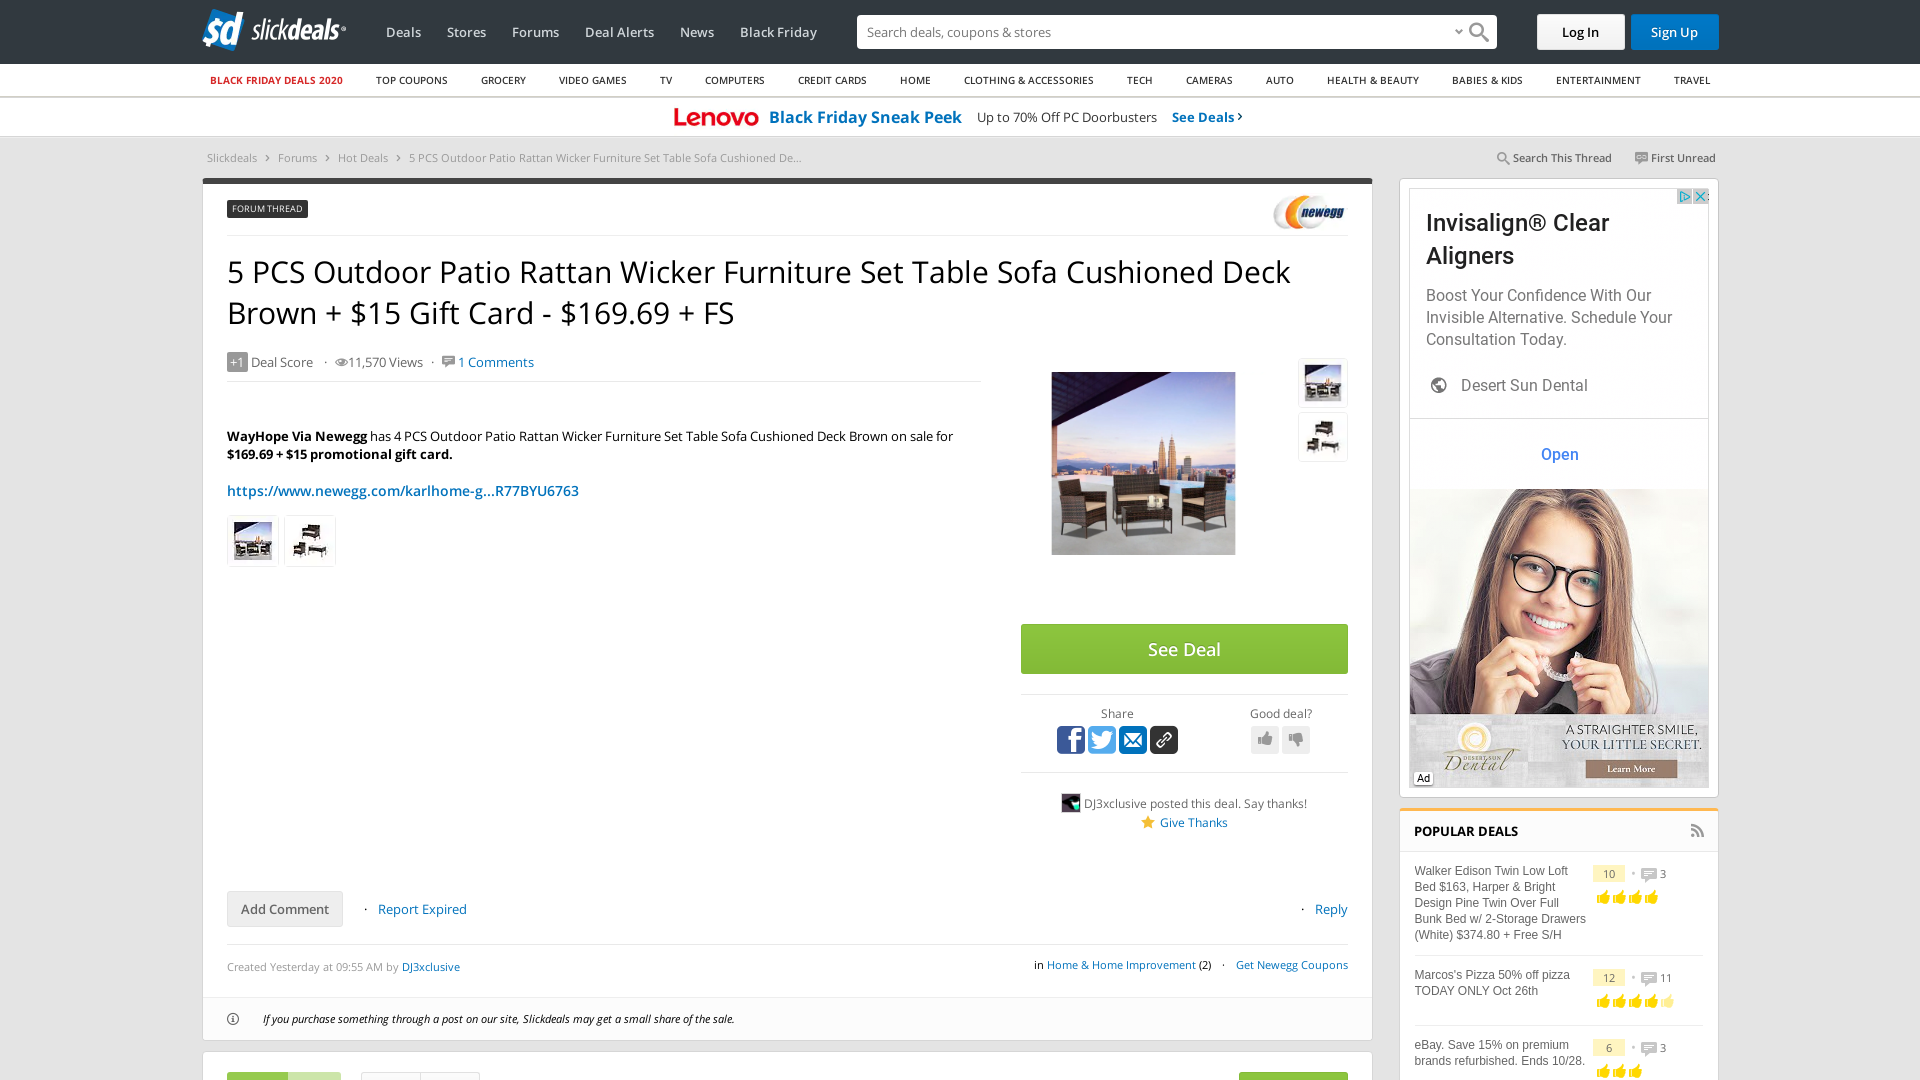 sd slickdeals
Deals Stores Forums Deal Alerts News Black Friday
Search deals, coupons & stores
Log In Sign Up
BLACK FRIDAY DEALS 2020 TOP COUPONS GROCERY VIDEO GAMES TV COMPUTERS CREDIT CARDS HOME CLOTHING & ACCESSORIES TECH CAMERAS AUTO HEALTH & BEAUTY BABIES & KIDS ENTERTAINMENT TRAVEL
Lenovo Black Friday Sneak Peek Up to 70% Off PC Doorbusters See Deals
Slickdeals > Forums > Hot Deals > 5 PCS Outdoor Patio Rattan Wicker Furniture Set Table Sofa Cushioned De...
Search This Thread First Unread
FORUM THREAD
newegg
5 PCS Outdoor Patio Rattan Wicker Furniture Set Table Sofa Cushioned Deck
Brown + $15 Gift Card - $169.69 + FS
+1 Deal Score · 11,570 Views · 1 Comments
WayHope Via Newegg has 4 PCS Outdoor Patio Rattan Wicker Furniture Set Table Sofa Cushioned Deck Brown on sale for
$169.69 + $15 promotional gift card.
https://www.newegg.com/karlhome-g...R77BYU6763
See Deal
Share Good deal?
DJ3xclusive posted this deal. Say thanks!
Give Thanks
Add Comment · Report Expired · Reply
Created Yesterday at 09:55 AM by DJ3xclusive
in Home & Home Improvement (2) · Get Newegg Coupons
If you purchase something through a post on our site, Slickdeals may get a small share of the sale.
Invisalign® Clear
Aligners
Boost Your Confidence With Our
Invisible Alternative. Schedule Your
Consultation Today.
Desert Sun Dental
Open
A STRAIGHTER SMILE,
YOUR LITTLE SECRET.
DESERT SUN
Dental
Learn More
Ad
POPULAR DEALS
Walker Edison Twin Low Loft
Bed $163, Harper & Bright
Design Pine Twin Over Full
Bunk Bed w/ 2-Storage Drawers
(White) $374.80 + Free S/H
10 • 3
Marcos's Pizza 50% off pizza
TODAY ONLY Oct 26th
12 • 11
eBay. Save 15% on premium
brands refurbished. Ends 10/28.
6 • 3